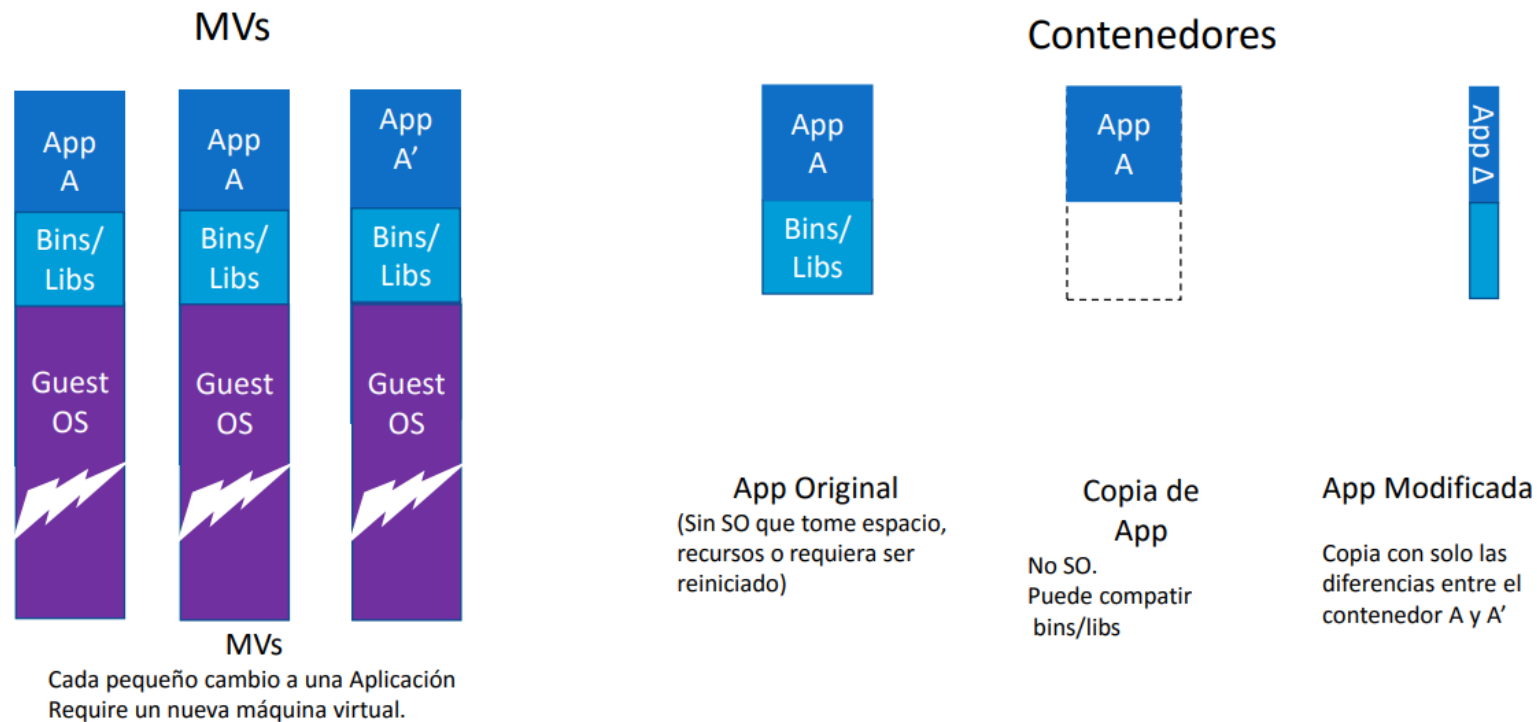 MVs
App
A
Bins/
Libs
Guest
OS
App
A
Bins/
Libs
Guest
OS
App
A’
Bins/
Libs
Guest
OS
MVs
Cada pequeño cambio a una Aplicación
Require un nueva máquina virtual.
Contenedores
App
A
Bins/
Libs
App Original
(Sin SO que tome espacio,
recursos o requiera ser
reiniciado)
App
A
Copia de
App
No SO.
Puede compatir
bins/libs
App Δ
App Modificada
Copia con solo las
diferencias entre el
contenedor A y A’